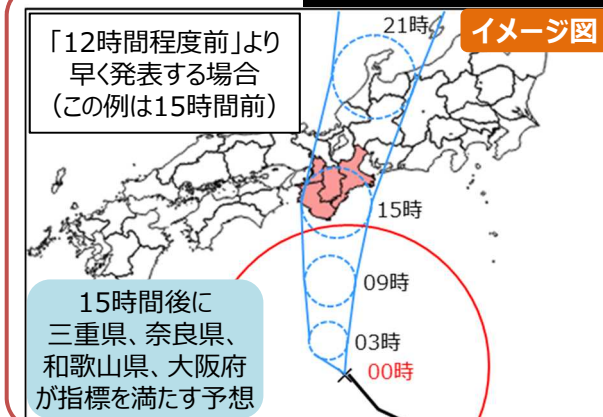 「12時間程度前」より
早く発表する場合
(この例は15時間前)
21時
イメージ図
15時
09時
03時
00時
15時間後に
三重県、奈良県、
和歌山県、大阪府
が指標を満たす予想